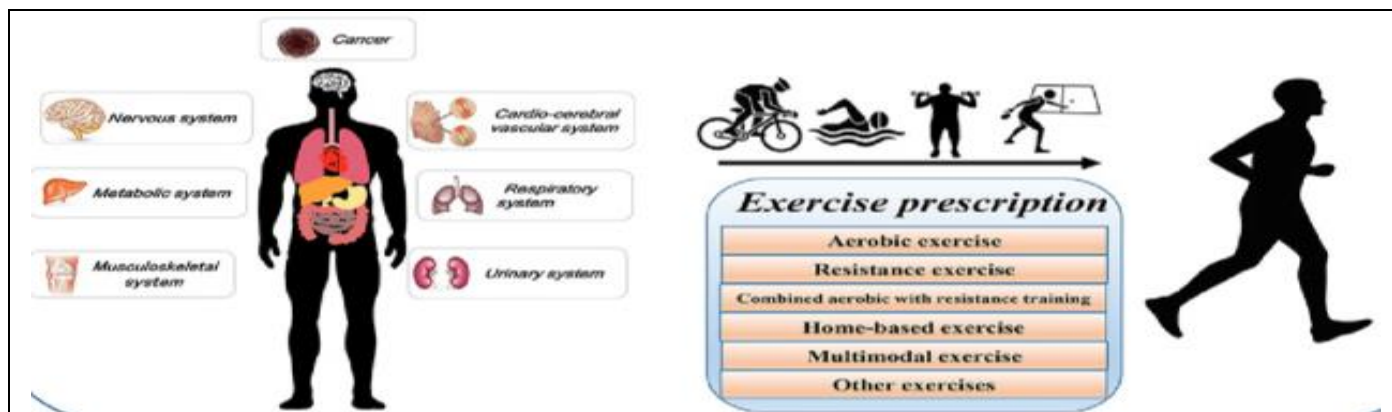 Cancer
Nervous system
Cardio-cerebral
vascular system
Metabolic system
Respiratory
system
Musculoskeletal
system
Urinary system
Exercise prescription
Aerobic exercise
Resistance exercise
Combined aerobic with resistance training
Home-based exercise
Multimodal exercise
Other exercises